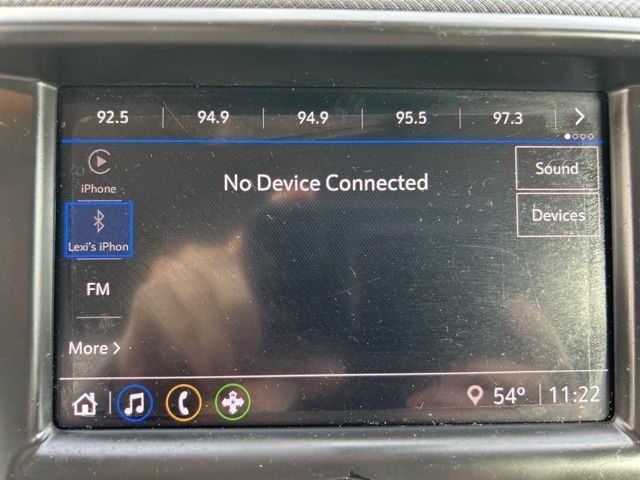 92.5 94.9 94.9 95.5 97.3
iPhone
No Device Connected
Sound
Lexi's iPhon
Devices
FM
More
54° 11:22